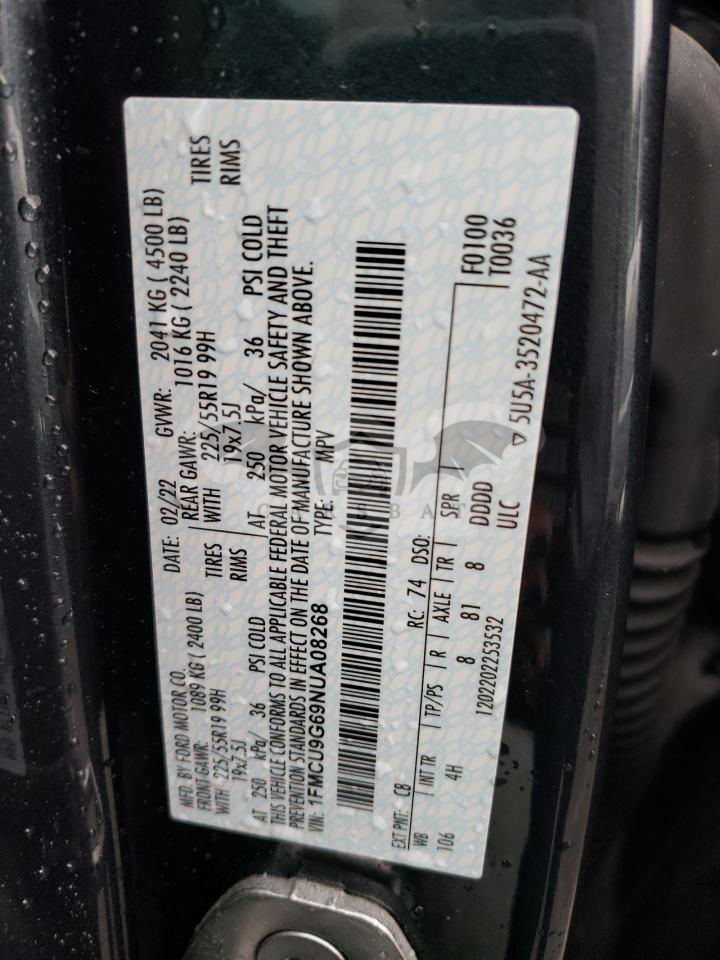 MFD. BY FORD MOTOR CO. DATE: 02/22 GVWR: 2041 KG ( 4500 LB)
FRONT GAWR: 1089 KG ( 2400 LB) REAR GAWR: 1016 KG ( 2240 LB)
WITH 225/55R19 99H TIRES WITH 225/55R19 99H TIRES
19x7.5J RIMS 19x7.5J RIMS
AT 250 kPa/ 36 PSI COLD AT 250 kPa/ 36 PSI COLD
THIS VEHICLE CONFORMS TO ALL APPLICABLE FEDERAL MOTOR VEHICLE SAFETY AND THEFT
PREVENTION STANDARDS IN EFFECT ON THE DATE OF MANUFACTURE SHOWN ABOVE.
VIN: 1FMCU9G69NUA08268 TYPE: MPV
EXT PNT: C8 RC: 74 DSO: F0100
WB INT TR TP/PS R AXLE TR SPR T0036
106 4H 8 81 8 DDDD
1202202253532 ULC ▽ 5U5A-3520472-AA